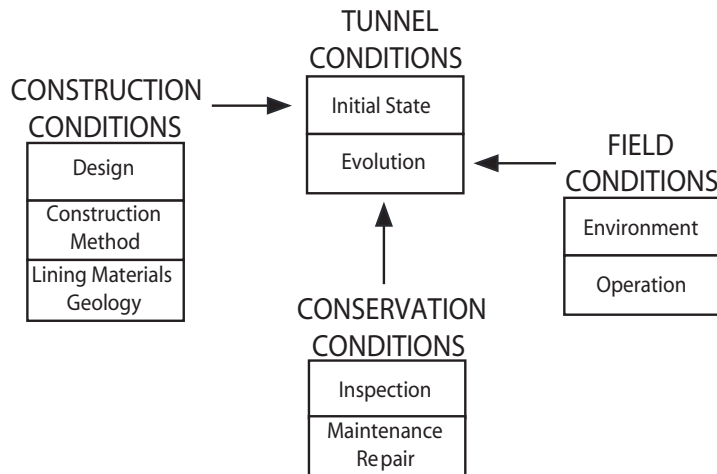 TUNNEL
CONDITIONS
Initial State
Evolution
CONSTRUCTION
CONDITIONS
Design
Construction
Method
Lining Materials
Geology
FIELD
CONDITIONS
Environment
Operation
CONSERVATION
CONDITIONS
Inspection
Maintenance
Repair